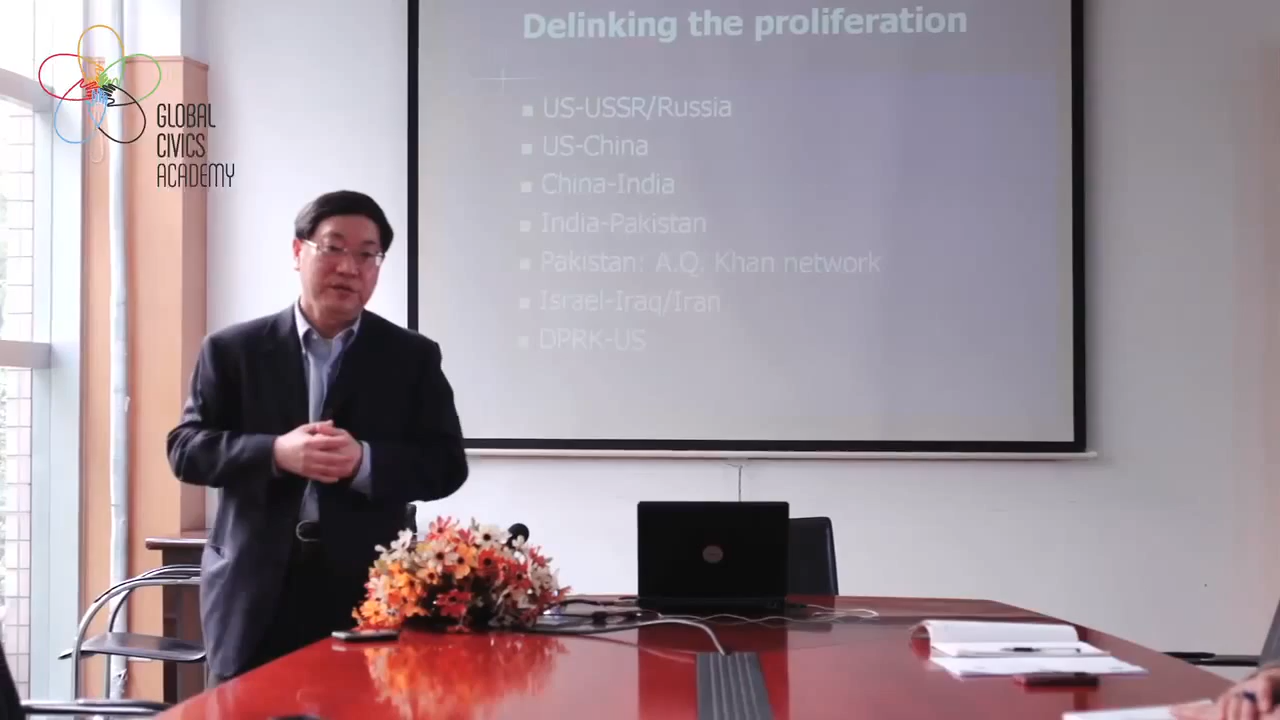 Delinking the proliferation
GLOBAL
CIVICS
ACADEMY
US-USSR/Russia
US-China
China-India
India-Pakistan
Pakistan: A.Q. Khan network
Israel-Iraq/Iran
DPRK-US